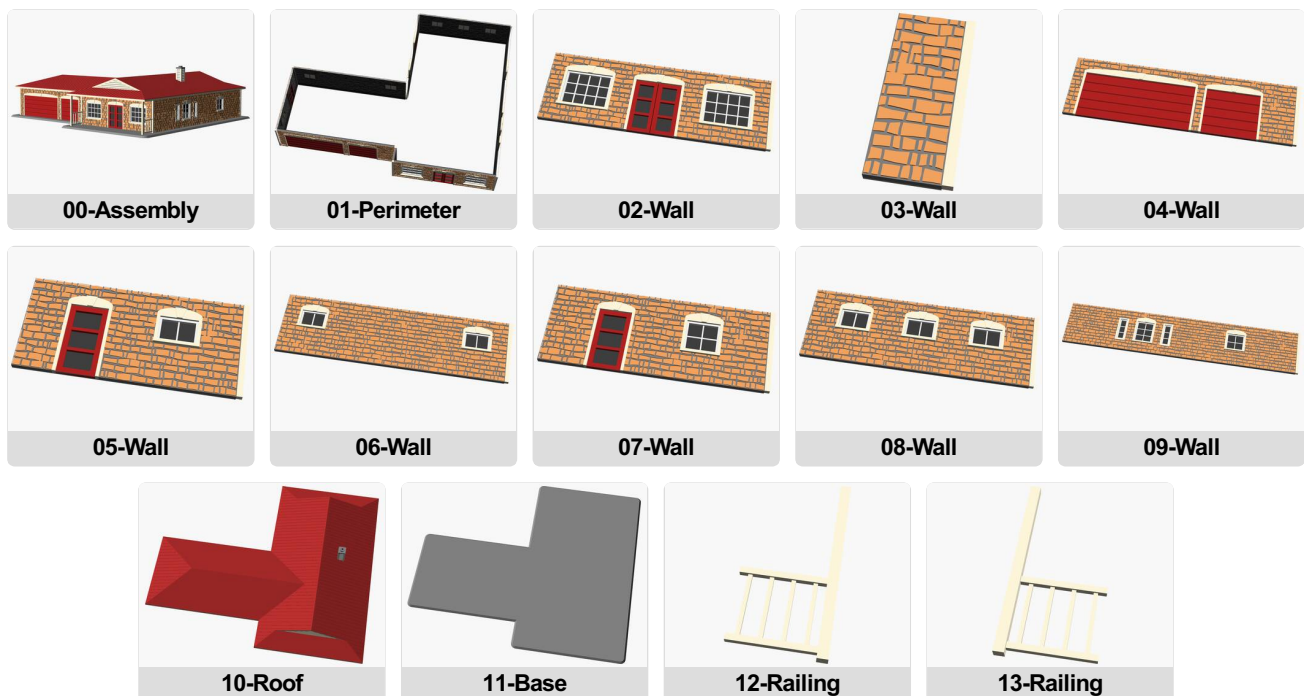 00-Assembly
01-Perimeter
02-Wall
03-Wall
04-Wall
05-Wall
06-Wall
07-Wall
08-Wall
09-Wall
10-Roof
11-Base
12-Railing
13-Railing